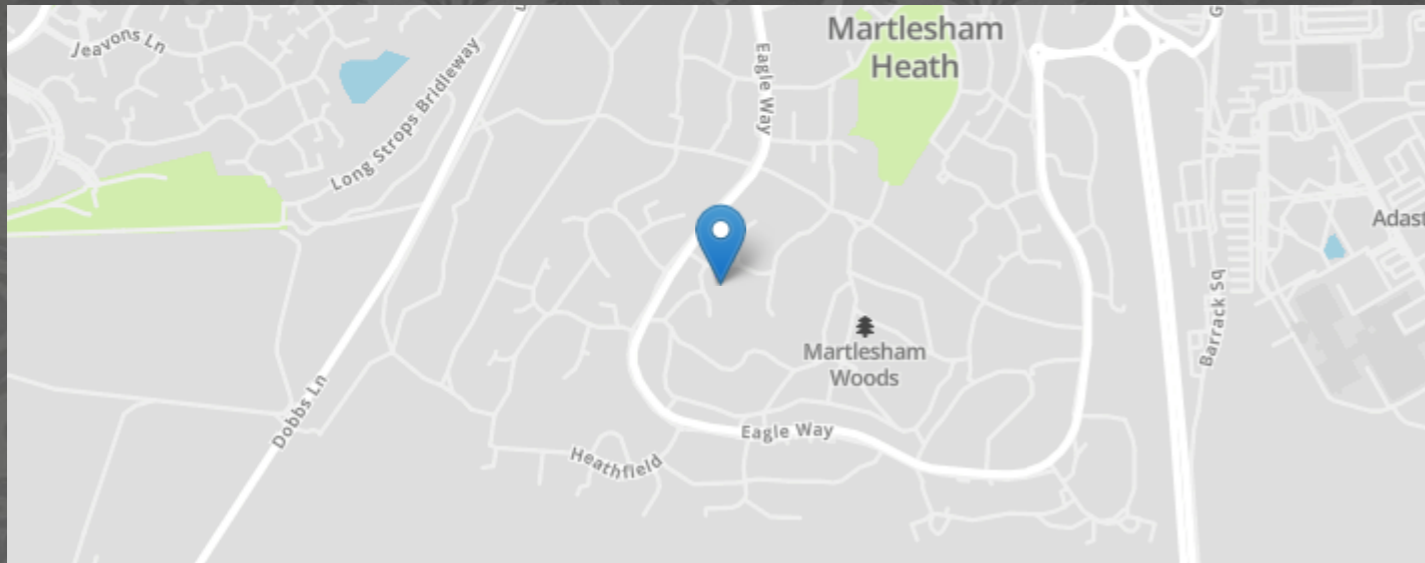 Jeavons Ln
Long Strops Bridleway
Eagle Way
Martlesham
Heath
G
Adast
Barrack Sq
Martlesham
Woods
Dobbs Ln
Eagle Way
Heathfield